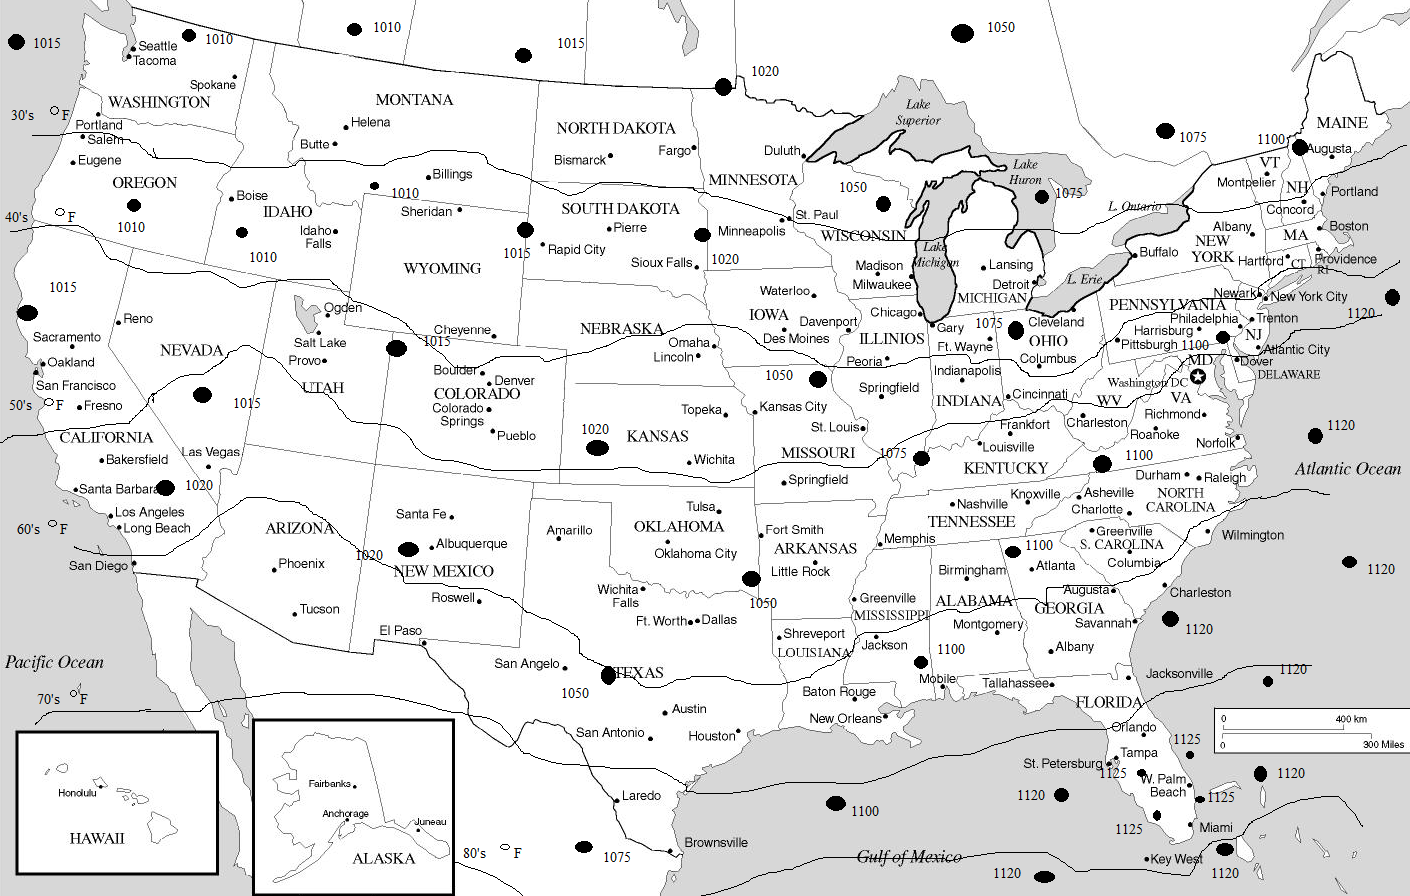 1015
1010
1010
1015
1050
1020
Seattle
Tacoma
Spokane
WASHINGTON
MONTANA
Helena
Butte
NORTH DAKOTA
Bismarck
Fargo
Duluth
Lake
Superior
1075
1100
MAINE
Augusta
30's
F
Portland
Salem
Eugene
OREGON
Boise
IDAHO
Idaho
Falls
1010
Billings
Sheridan
SOUTH DAKOTA
Pierre
Rapid City
Sioux Falls
MINNESOTA
St. Paul
Minneapolis
1050
WISCONSIN
Madison
Milwaukee
Lake
Michigan
Lake
Huron
1075
L. Ontario
VT
Montpelier
NH
Concord
Portland
40's
F
1010
1010
WYOMING
1015
1020
Lansing
Detroit
MICHIGAN
L. Erie
Buffalo
Albany
NEW
YORK
MA
Boston
Hartford
CT
Providence
RI
1015
Sacramento
Oakland
San Francisco
Reno
NEVADA
Ogden
Salt Lake
Provo
UTAH
Cheyenne
1015
NEBRASKA
Omaha
Lincoln
Waterloo
IOWA
Davenport
Des Moines
Chicago
ILLINIOS
Peoria
Gary
Ft. Wayne
1075
Cleveland
OHIO
Columbus
PENNSYLVANIA
Harrisburg
Pittsburgh
Philadelphia
Newark
New York City
Trenton
NJ
1100
1120
Atlantic City
MD
Dover
DELAWARE
Washington DC
50's
F
Fresno
1015
CALIFORNIA
Bakersfield
Las Vegas
Santa Barbara
1020
Boulder
Denver
COLORADO
Colorado
Springs
Pueblo
1020
KANSAS
Topeka
Wichita
1050
Kansas City
St. Louis
MISSOURI
Springfield
Springfield
Indianapolis
INDIANA
Cincinnati
Frankfort
Louisville
KENTUCKY
1075
WV
Charleston
VA
Richmond
Roanoke
Norfolk
1100
1120
Atlantic Ocean
60's
F
Los Angeles
Long Beach
San Diego
ARIZONA
Phoenix
Tucson
1020
Santa Fe
Albuquerque
NEW MEXICO
Roswell
El Paso
Amarillo
Tulsa
OKLAHOMA
Oklahoma City
Wichita
Falls
Ft. Worth
Dallas
1050
Fort Smith
ARKANSAS
Little Rock
Memphis
Nashville
Knoxville
TENNESSEE
Asheville
Charlotte
Durham
Raleigh
NORTH
CAROLINA
Greenville
S. CAROLINA
Columbia
Wilmington
1100
Atlanta
Birmingham
ALABAMA
Montgomery
GEORGIA
Augusta
Savannah
Albany
Charleston
1120
1120
Greenville
MISSISSIPPI
Jackson
Shreveport
LOUISIANA
1100
Mobile
Tallahassee
Jacksonville
1120
Pacific Ocean
70's
F
San Angelo
TEXAS
1050
Austin
San Antonio
Houston
Baton Rouge
New Orleans
FLORIDA
Orlando
Tampa
St. Petersburg
1125
1125
W. Palm
Beach
1125
1125
Miami
Key West
0
400 km
0
300 Miles
1120
1120
Honolulu
HAWAII
Fairbanks
Anchorage
Juneau
ALASKA
Laredo
Brownsville
80's
F
1075
1100
Gulf of Mexico
1120
1120